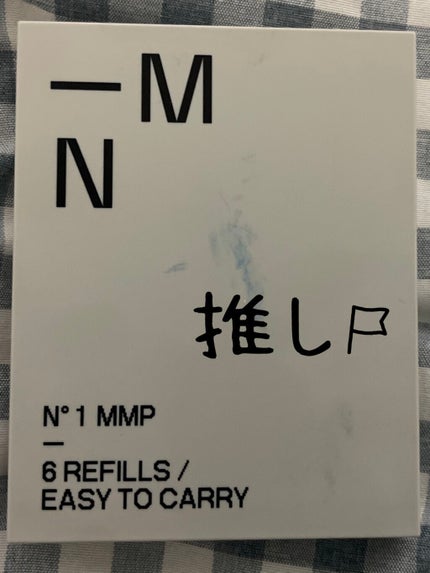 —M
N
推し
N° 1 MMP
—
6 REFILLS /
EASY TO CARRY